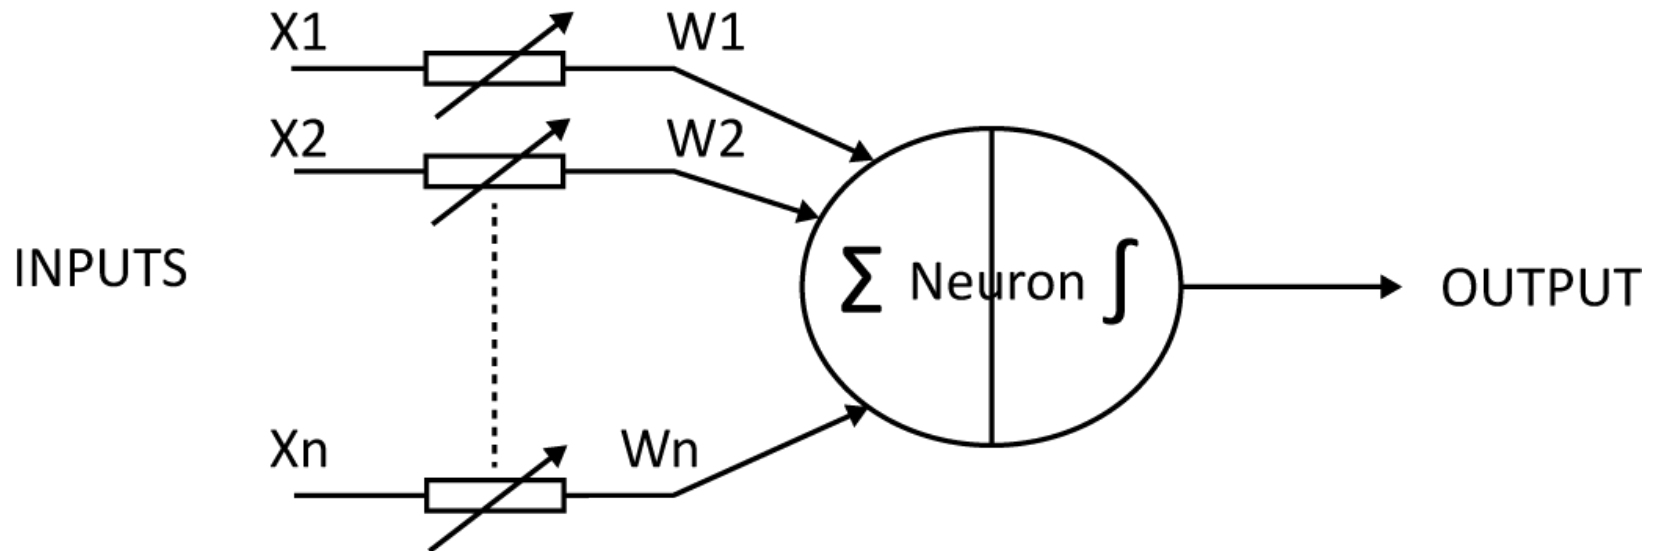 X1 W1
X2 W2
INPUTS
Σ Neuron ∫
OUTPUT
Xn Wn